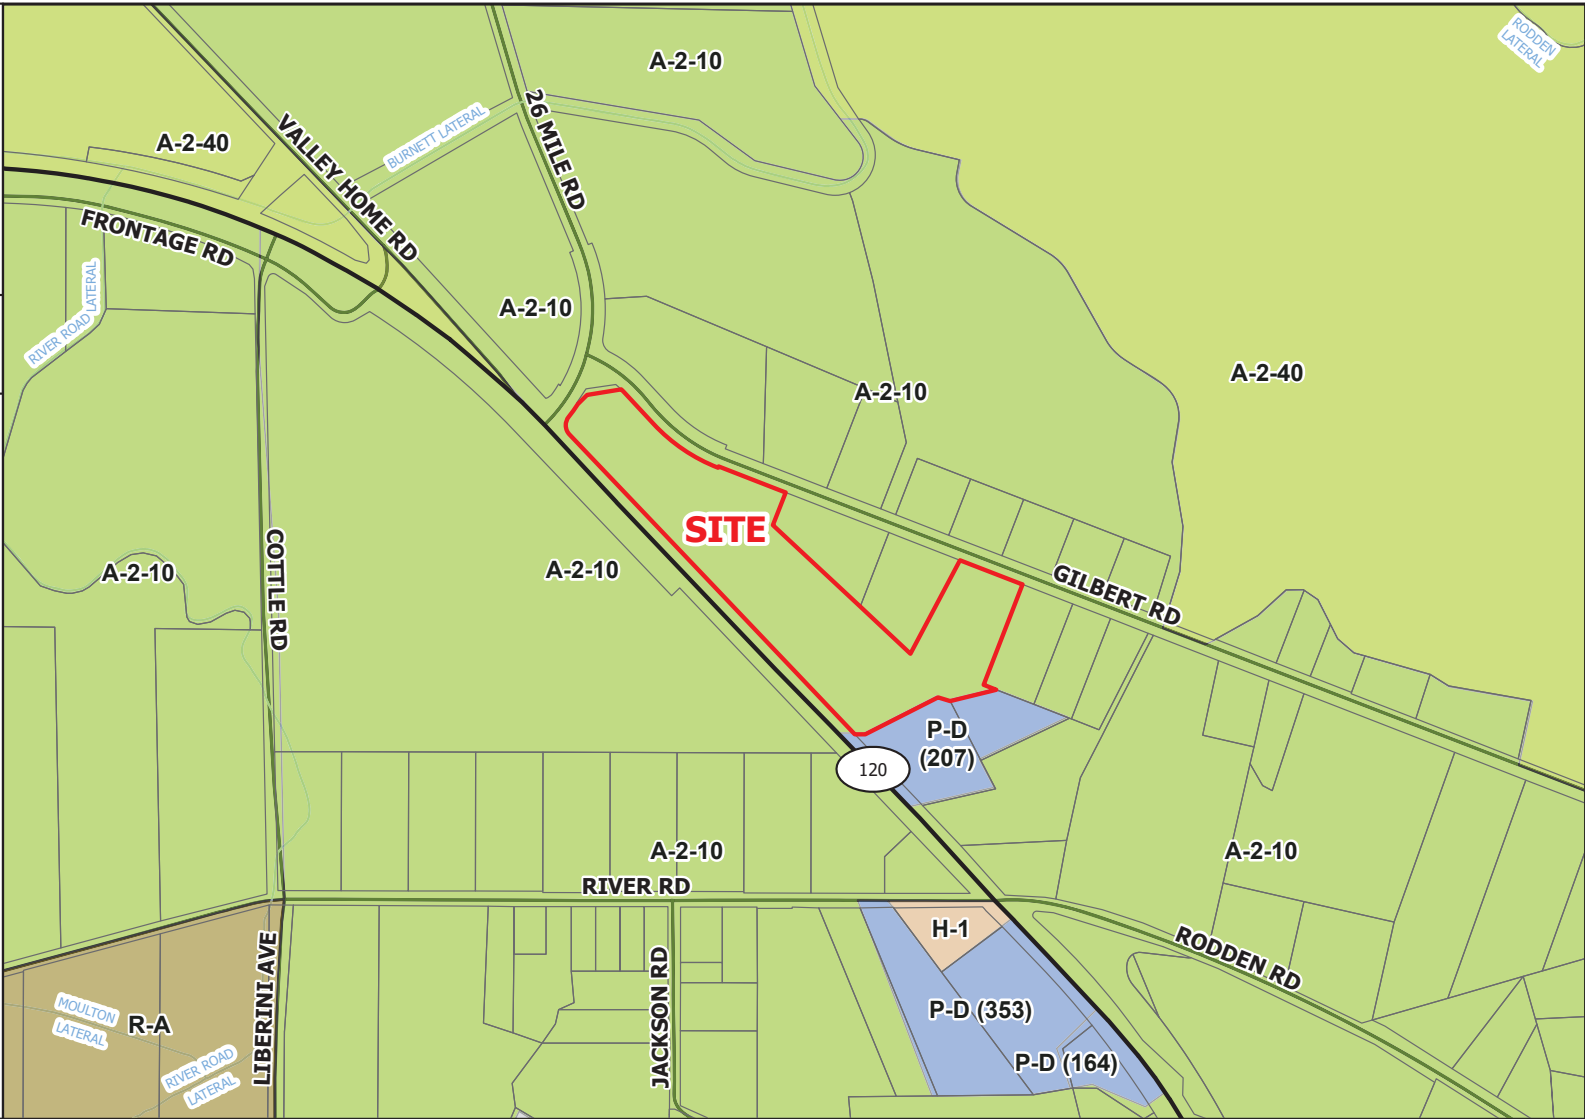 RODDEN
LATERAL
A-2-10
26 MILE RD
BURNETT LATERAL
VALLEY HOME RD
A-2-40
FRONTAGE RD
RIVER ROAD LATERAL
A-2-10
A-2-10
A-2-40
SITE
A-2-10
A-2-10
COTTLE RD
GILBERT RD
P-D
(207)
120
A-2-10
A-2-10
RIVER RD
H-1
RODDEN RD
LIBERINI AVE
JACKSON RD
P-D (353)
MOULTON
LATERAL
R-A
RIVER ROAD
LATERAL
P-D (164)